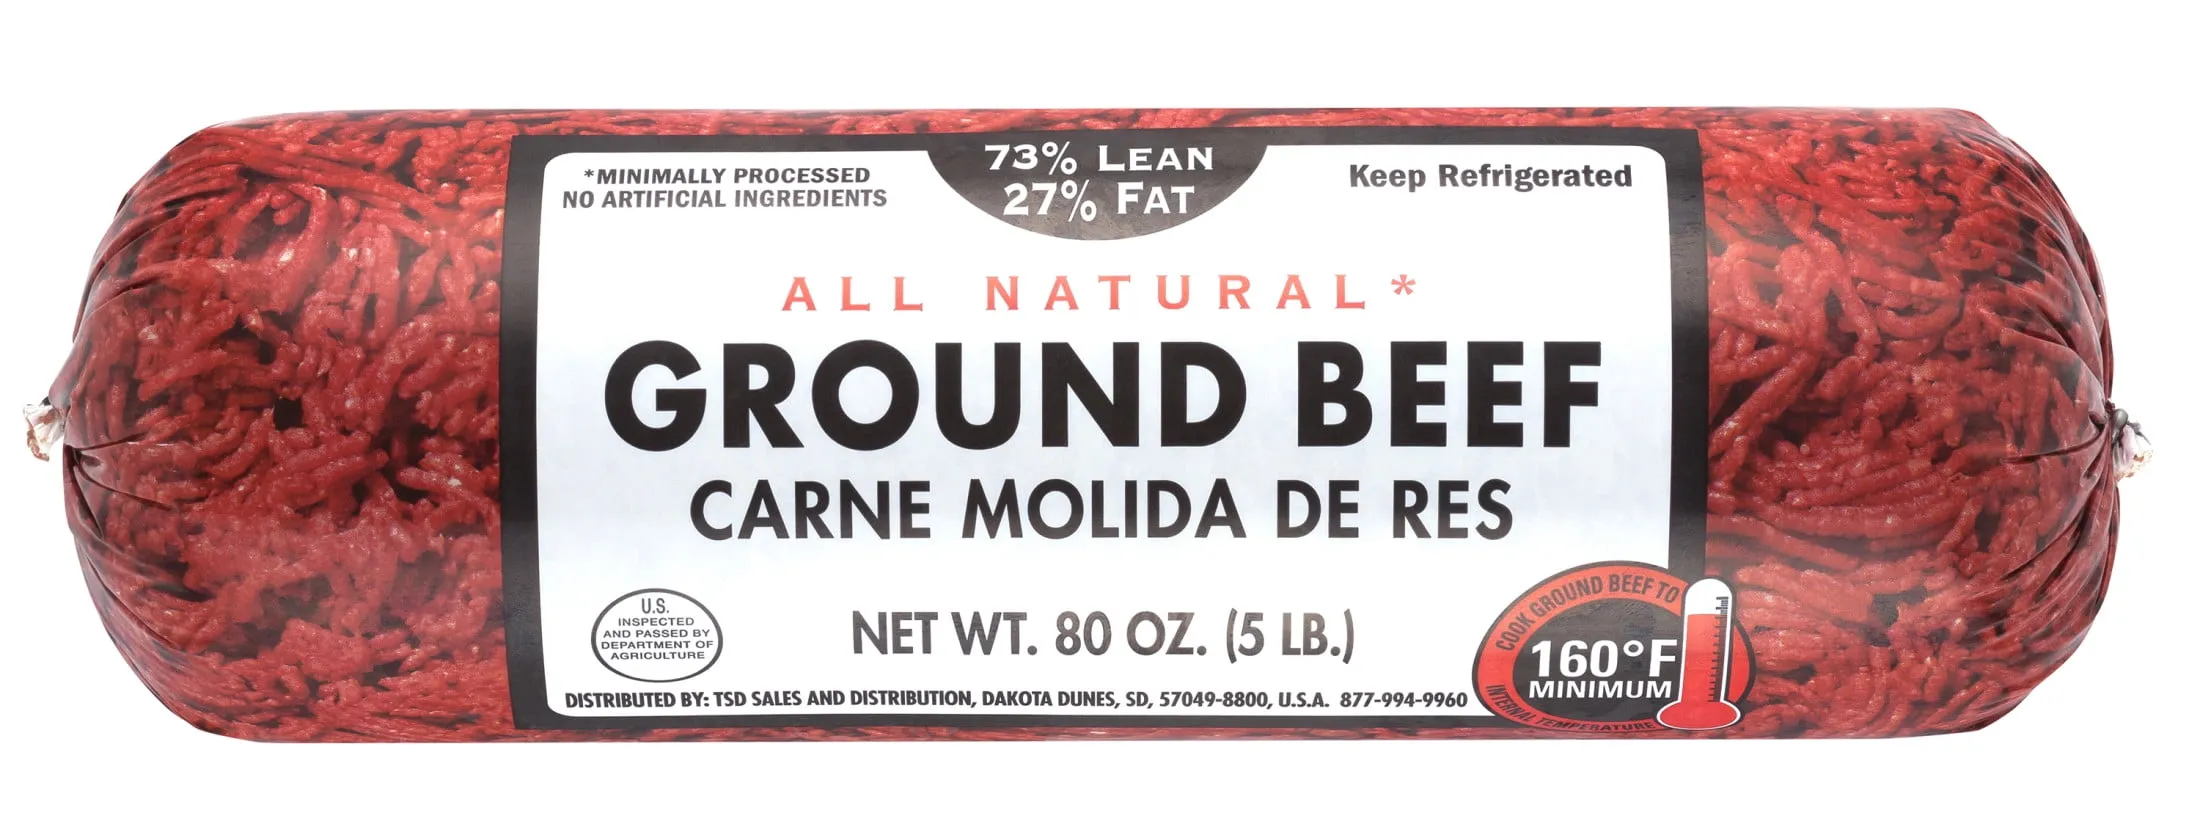 *MINIMALLY PROCESSED
NO ARTIFICIAL INGREDIENTS
73% LEAN
27% FAT
Keep Refrigerated
ALL NATURAL*
GROUND BEEF
CARNE MOLIDA DE RES
U.S.
INSPECTED
AND PASSED BY
DEPARTMENT OF
AGRICULTURE
NET WT. 80 OZ. (5 LB.)
COOK GROUND BEEF TO
160°F
MINIMUM
INTERNAL TEMPERATURE
DISTRIBUTED BY: TSD SALES AND DISTRIBUTION, DAKOTA DUNES, SD, 57049-8800, U.S.A. 877-994-9960